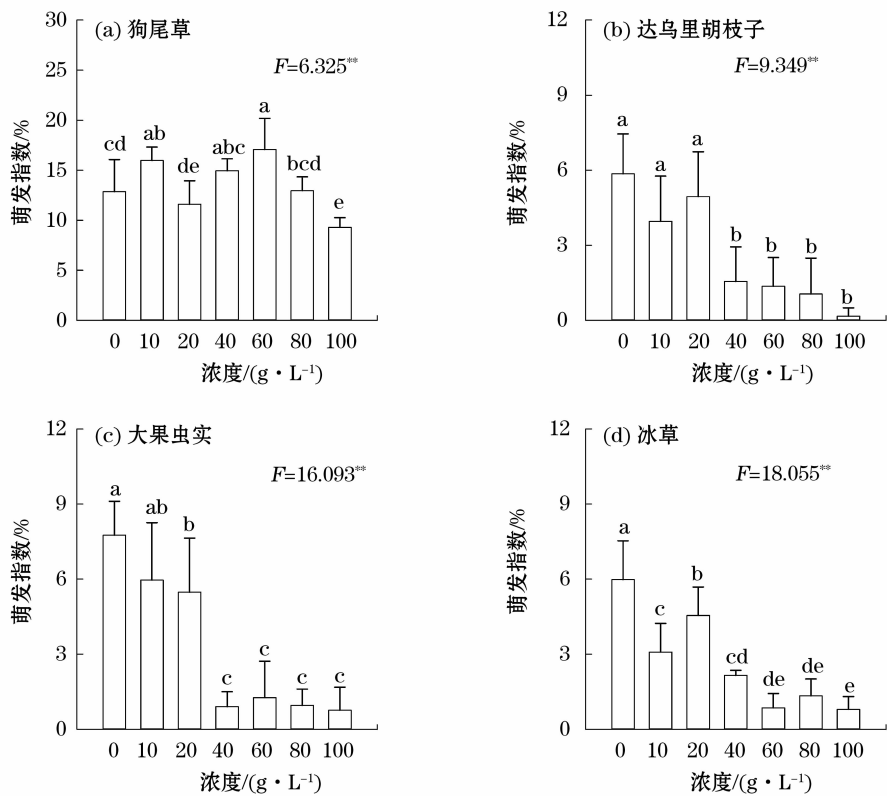 (a) 狗尾草
F=6.325**
萌发指数/%
30
25
20
15
10
5
0
cd
ab
de
abc
a
bcd
e
0 10 20 40 60 80 100
浓度/(g·L⁻¹)
(b) 达乌里胡枝子
F=9.349**
萌发指数/%
12
9
6
3
0
a
a
a
b
b
b
b
0 10 20 40 60 80 100
浓度/(g·L⁻¹)
(c) 大果虫实
F=16.093**
萌发指数/%
12
9
6
3
0
a
ab
b
c
c
c
c
0 10 20 40 60 80 100
浓度/(g·L⁻¹)
(d) 冰草
F=18.055**
萌发指数/%
12
9
6
3
0
a
c
b
cd
de
de
e
0 10 20 40 60 80 100
浓度/(g·L⁻¹)